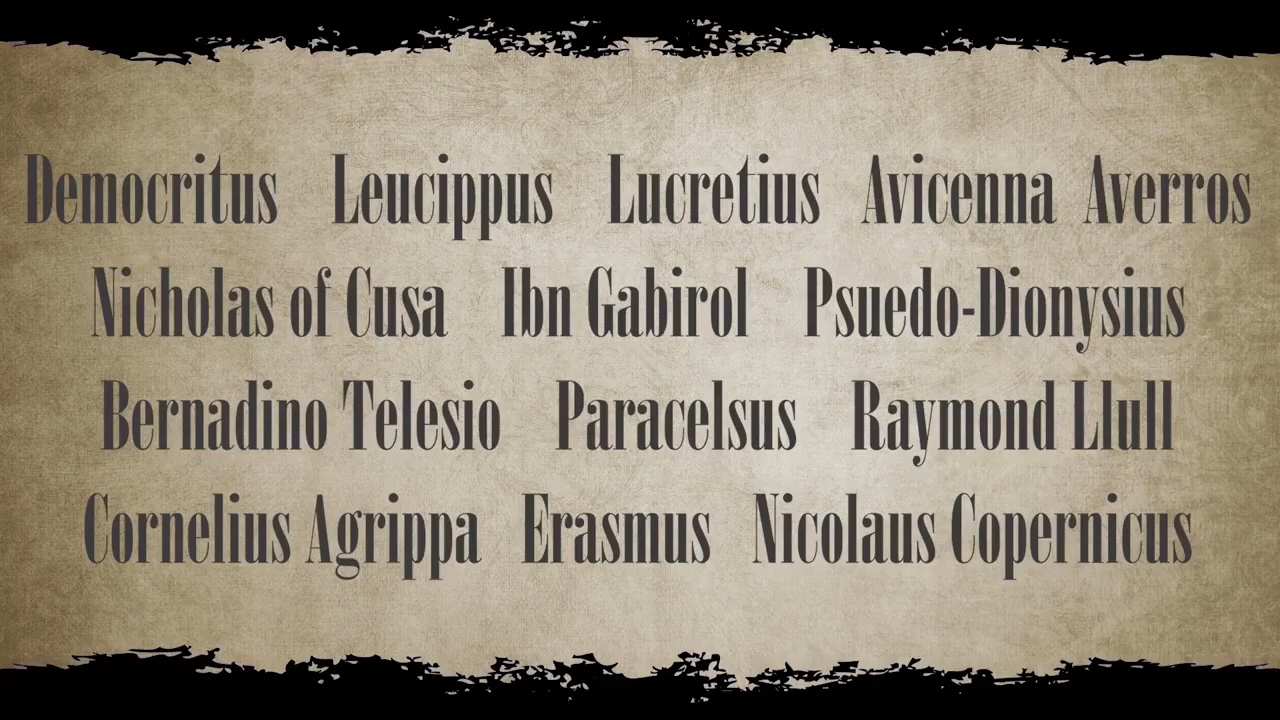 Democritus Leucippus Lucretius Avicenna Averros
Nicholas of Cusa Ibn Gabirol Psuedo-Dionysius
Bernadino Telesio Paracelsus Raymond Llull
Cornelius Agrippa Erasmus Nicolaus Copernicus